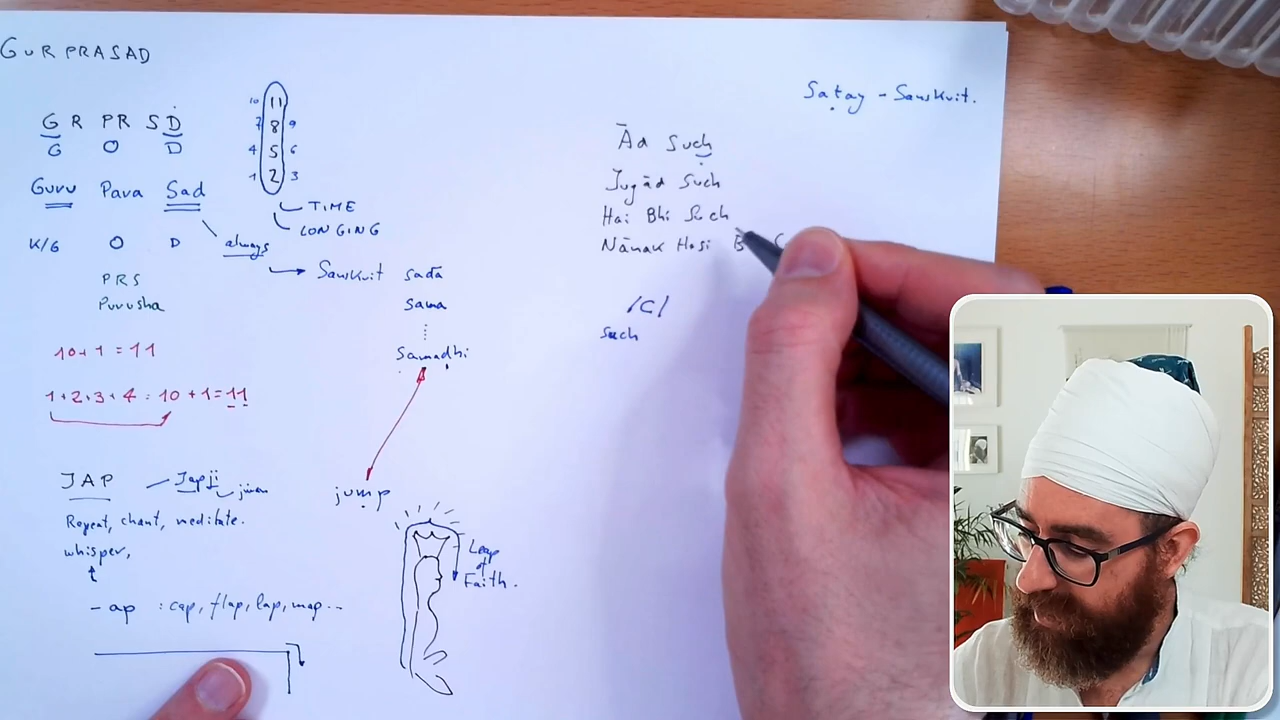 GURPRASAD
G R PR S D
G O D
Guru Para Sad
K/G O D
always
PRS
Purusha
10+1=11
1+2+3+4:10+1=11
10 11
7 8 9
4 5 6
1 2 3
TIME
LONGING
Sanskrit sadā
sama
samadhi
jump
JAP
Japji
Repeat, chant, meditate.
whisper,
-ap : cap, flap, lap, map...
Leap
of
Faith.
Satay - Sanskrit.
Ād Such
Jugād Such
Hai Bhi Such
Nānak Hosi B
/C/
such